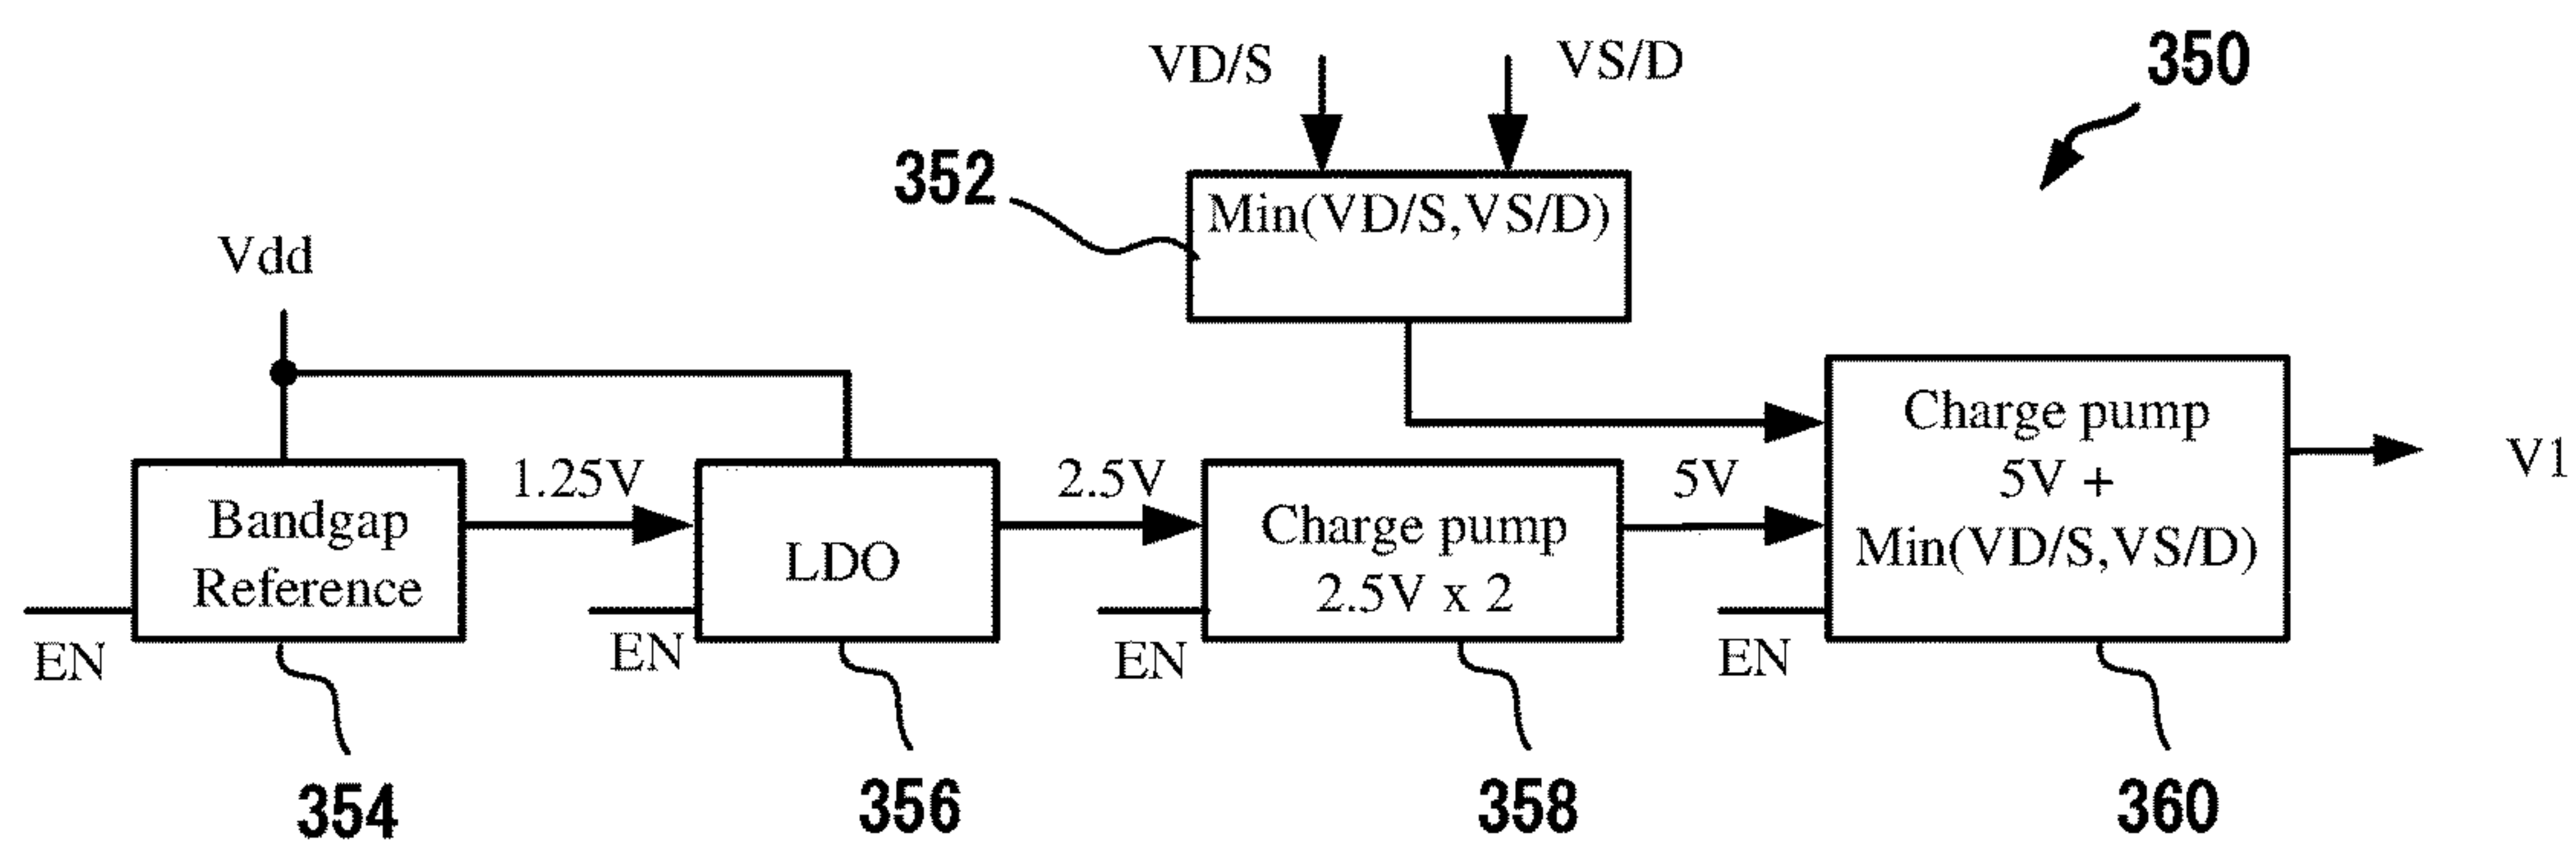 350
VD/S
VS/D
352
Min(VD/S,VS/D)
Vdd
Charge pump
5V +
Min(VD/S,VS/D)
V1
1.25V
2.5V
5V
Bandgap
Reference
LDO
Charge pump
2.5V x 2
EN
EN
EN
EN
354
356
358
360